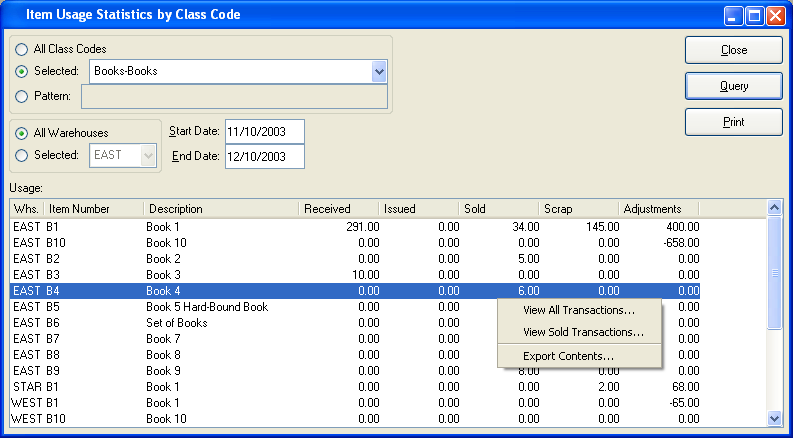 Item Usage Statistics by Class Code
All Class Codes
Selected: Books-Books
Pattern:
Close
Query
Print
All Warehouses
Selected: EAST
Start Date: 11/10/2003
End Date: 12/10/2003
Usage:
Whs. Item Number Description Received Issued Sold Scrap Adjustments
EAST B1 Book 1 291.00 0.00 34.00 145.00 400.00
EAST B10 Book 10 0.00 0.00 0.00 0.00 -658.00
EAST B2 Book 2 0.00 0.00 5.00 0.00 0.00
EAST B3 Book 3 10.00 0.00 0.00 0.00 0.00
EAST B4 Book 4 0.00 0.00 6.00 0.00 0.00
EAST B5 Book 5 Hard-Bound Book 0.00 0.00 0.00
EAST B6 Set of Books 0.00 0.00 0.00
EAST B7 Book 7 0.00 0.00 0.00
EAST B8 Book 8 0.00 0.00 0.00
EAST B9 Book 9 0.00 0.00 8.00 0.00 0.00
STAR B1 Book 1 0.00 0.00 0.00 2.00 68.00
WEST B1 Book 1 0.00 0.00 0.00 0.00 -65.00
WEST B10 Book 10 0.00 0.00 0.00 0.00 0.00
View All Transactions...
View Sold Transactions...
Export Contents...